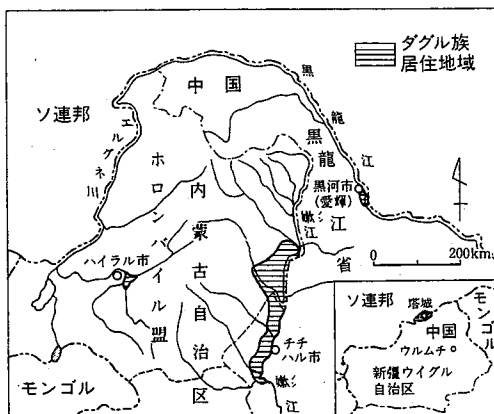 ダグル族
居住地域
中国
黒龍江
ソ連邦
エルグネ川
黒龍江省
ホロンバイル盟
内蒙古自治区
黒河市
(愛輝)
嫩江
0 200km
ハイラル市
チチハル市
モンゴル
嫩江
ソ連邦
塔城
モンゴル
中国
ウルムチ
新疆ウイグル
自治区